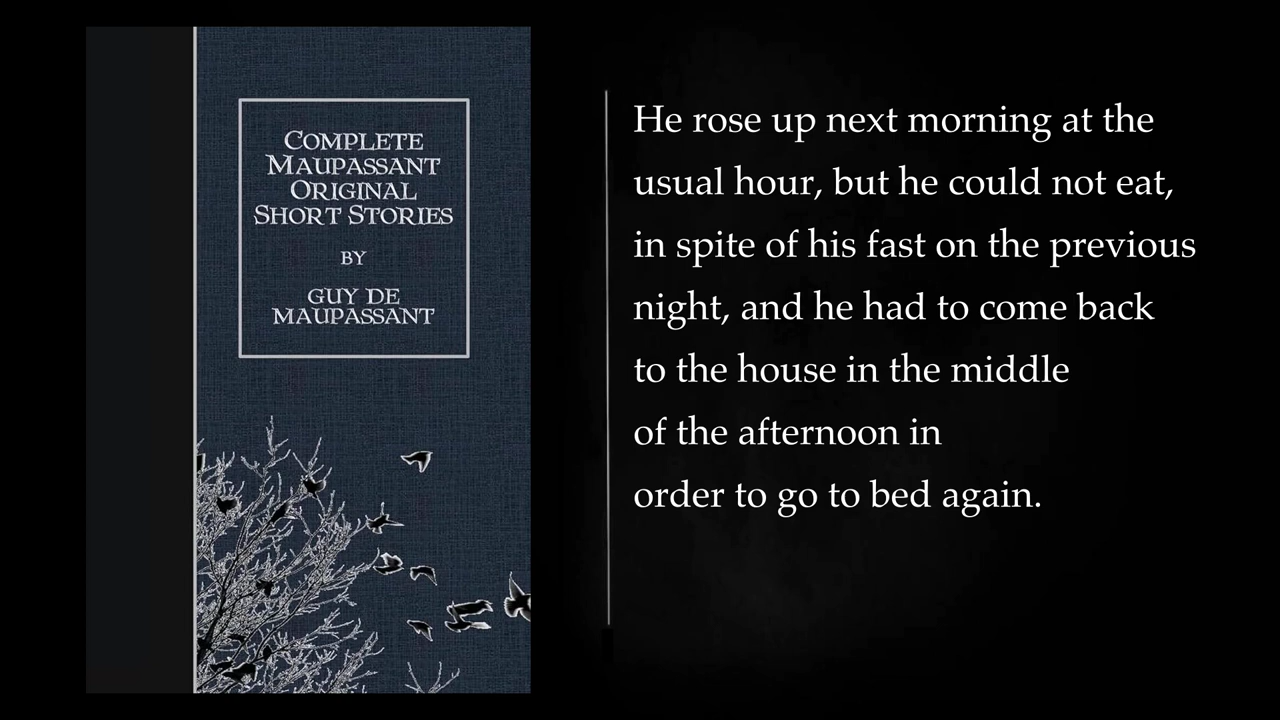 COMPLETE
MAUPASSANT
ORIGINAL
SHORT STORIES
BY
GUY DE
MAUPASSANT
He rose up next morning at the
usual hour, but he could not eat,
in spite of his fast on the previous
night, and he had to come back
to the house in the middle
of the afternoon in
order to go to bed again.